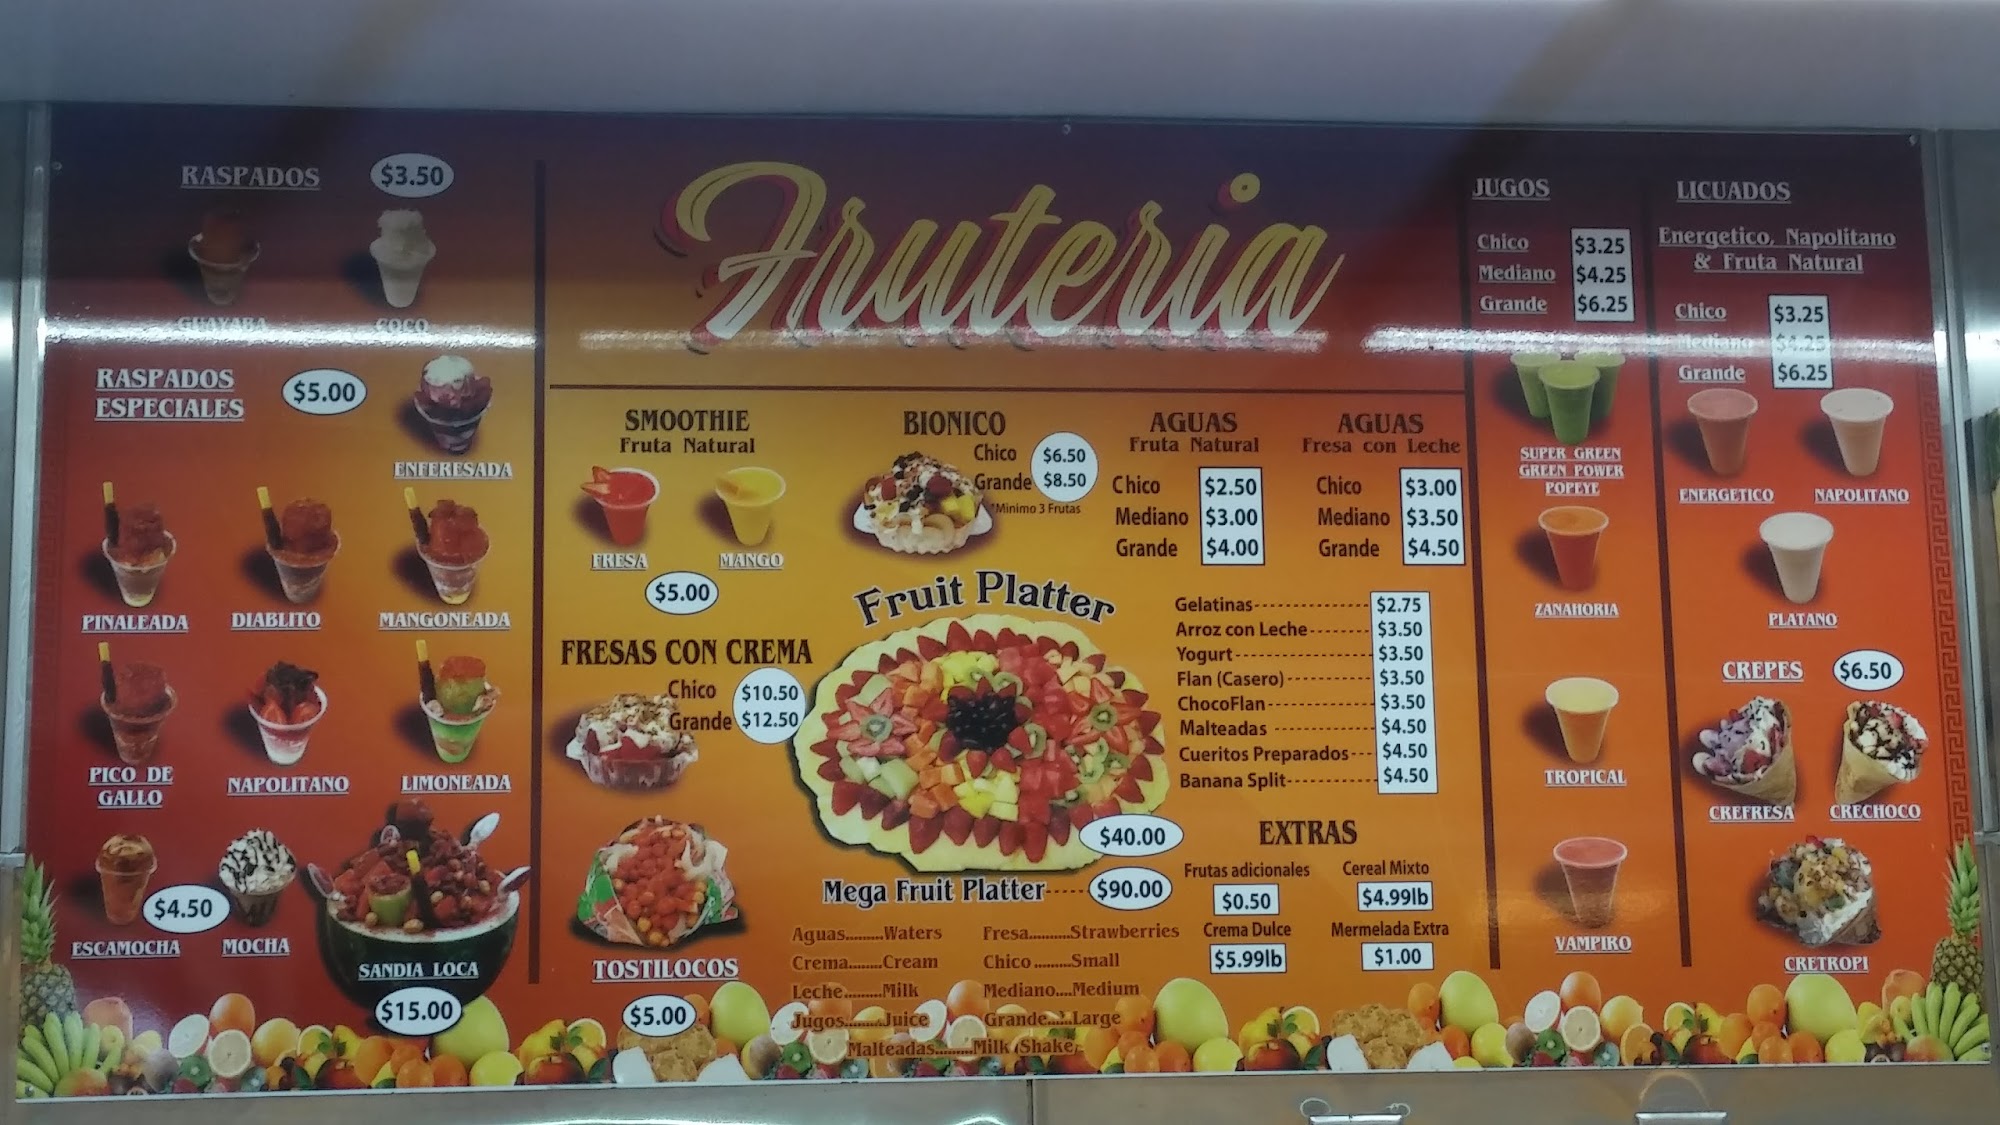 Fruteria
RASPADOS $3.50
GUAYABA COCO
RASPADOS
ESPECIALES
$5.00
ENFERESADA
PINALEADA DIABLITO MANGONEADA
PICO DE
GALLO
NAPOLITANO LIMONEADA
ESCAMOCHA MOCHA
$4.50
SANDIA LOCA
$15.00
SMOOTHIE
Fruta Natural
FRESA MANGO
$5.00
FRESAS CON CREMA
Chico $10.50
Grande $12.50
TOSTILOCOS
$5.00
BIONICO
Chico $6.50
Grande $8.50
*Minimo 3 Frutas
AGUAS
Fruta Natural
Chico $2.50
Mediano $3.00
Grande $4.00
AGUAS
Fresa con Leche
Chico $3.00
Mediano $3.50
Grande $4.50
Fruit Platter
$40.00
Mega Fruit Platter-----$90.00
Aguas.........Waters
Crema........Cream
Leche.........Milk
Jugos........Juice
Malteadas.........Milk Shake
Fresa..........Strawberries
Chico.........Small
Mediano....Medium
Grande......Large
Gelatinas---------------$2.75
Arroz con Leche--------$3.50
Yogurt------------------$3.50
Flan (Casero)-----------$3.50
ChocoFlan--------------$3.50
Malteadas -------------$4.50
Cueritos Preparados---$4.50
Banana Split------------$4.50
EXTRAS
Frutas adicionales
$0.50
Cereal Mixto
$4.99lb
Crema Dulce
$5.99lb
Mermelada Extra
$1.00
JUGOS
Chico $3.25
Mediano $4.25
Grande $6.25
SUPER GREEN
GREEN POWER
POPEYE
ZANAHORIA
TROPICAL
VAMPIRO
LICUADOS
Energetico, Napolitano
& Fruta Natural
Chico $3.25
Mediano $4.25
Grande $6.25
ENERGETICO NAPOLITANO
PLATANO
CREPES $6.50
CREFRESA CRECHOCO
CRETROPI